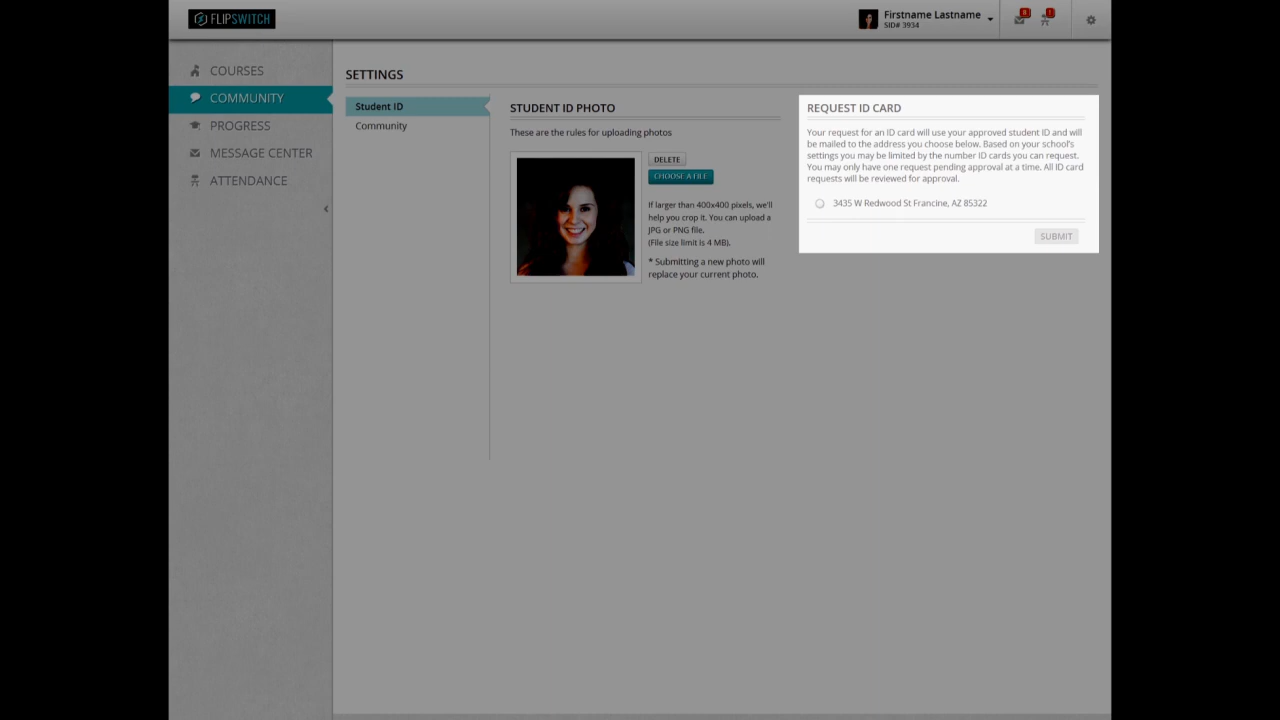 FLIPSWITCH
Firstname Lastname
SID# 3934
8
!
COURSES
COMMUNITY
PROGRESS
MESSAGE CENTER
ATTENDANCE
SETTINGS
Student ID
Community
STUDENT ID PHOTO
These are the rules for uploading photos
DELETE
CHOOSE A FILE
If larger than 400x400 pixels, we'll
help you crop it. You can upload a
JPG or PNG file.
(File size limit is 4 MB).
* Submitting a new photo will
replace your current photo.
REQUEST ID CARD
Your request for an ID card will use your approved student ID and will
be mailed to the address you choose below. Based on your school's
settings you may be limited by the number ID cards you can request.
You may only have one request pending approval at a time. All ID card
requests will be reviewed for approval.
3435 W Redwood St Francine, AZ 85322
SUBMIT